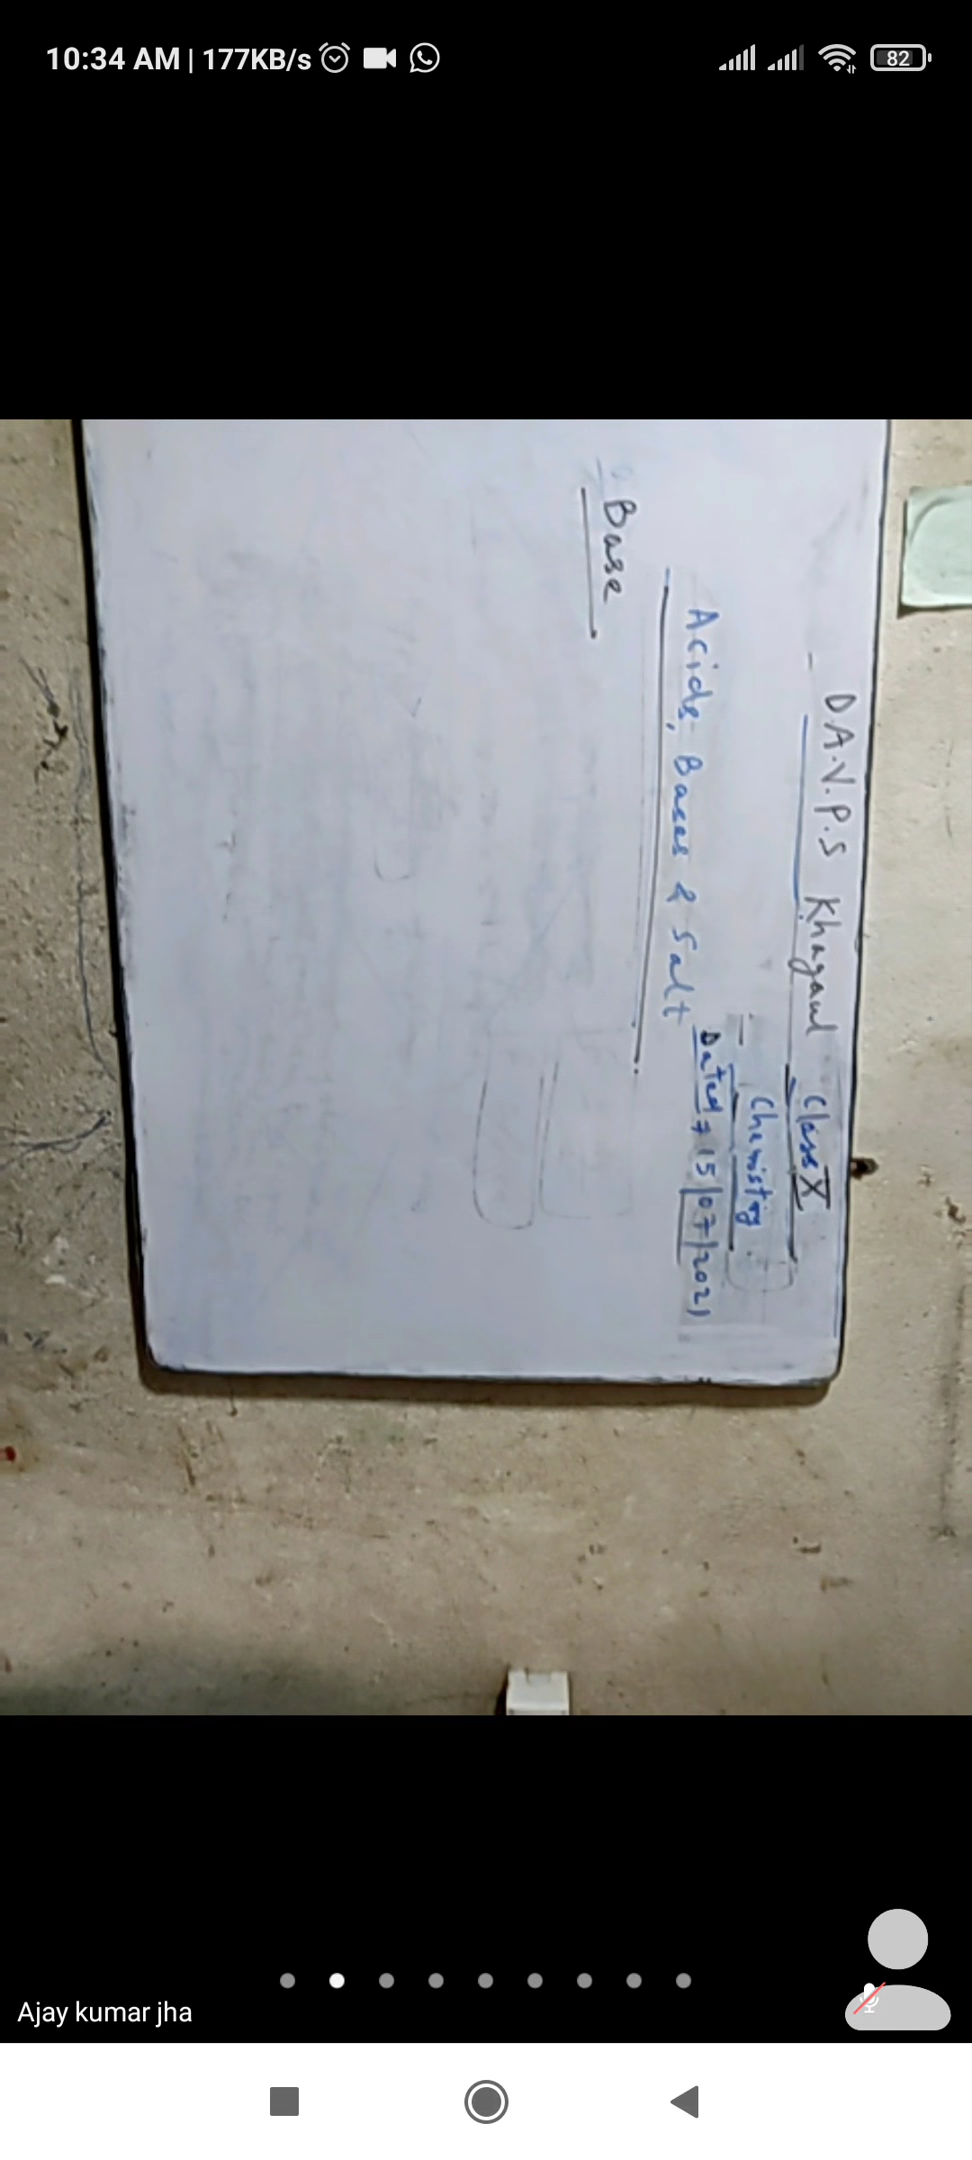 10:34 AM | 177KB/s
82
D.A.V.P.S Khagaul
Class X
Chemistry
Dated → 15/07/2021
Acids, Bases & Salt
Base
Ajay kumar jha